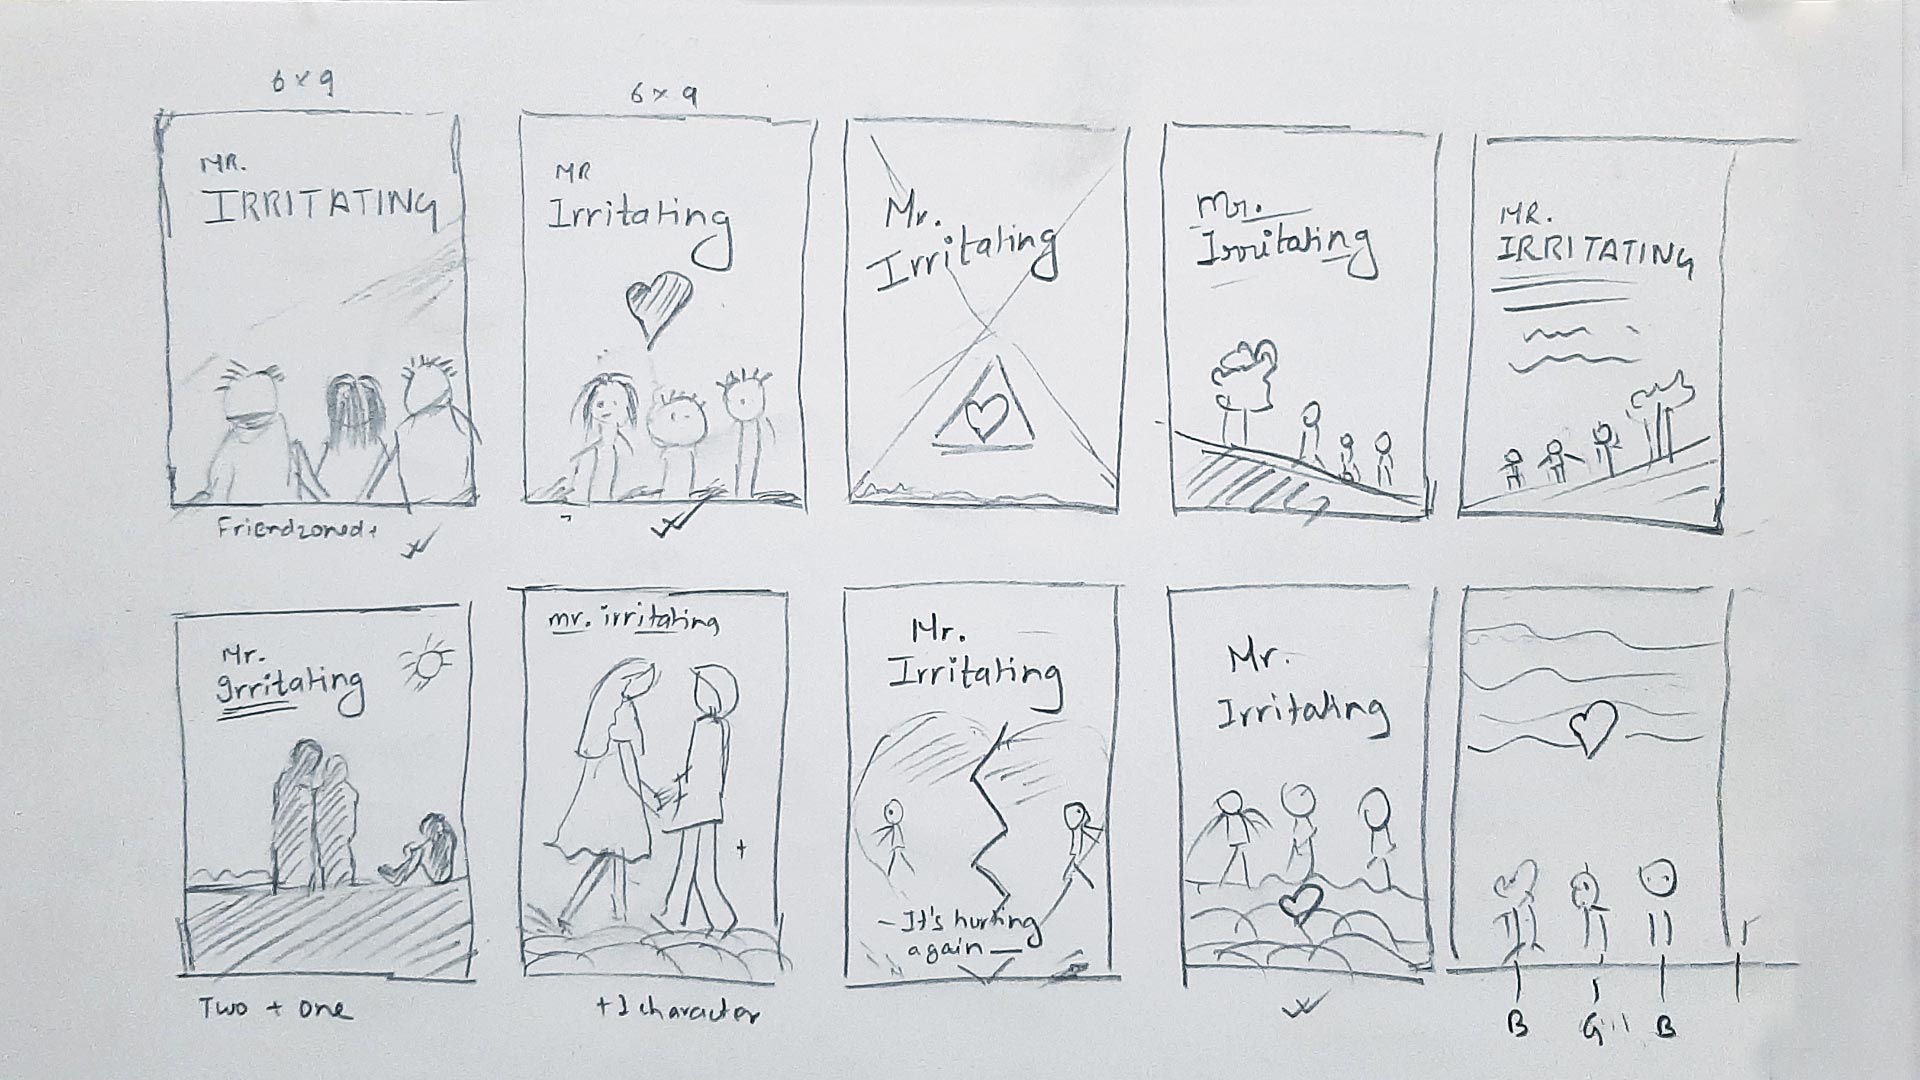 6 x 9
6 x 9
MR.
IRRITATING
MR
Irritating
Mr.
Irritating
Mr.
Irritating
MR.
IRRITATING
Friendzoned
Mr.
Irritating
mr. irritating
+
Mr.
Irritating
- It's hurting
again -
Mr.
Irritating
Two + one
+1 character
B
G
B